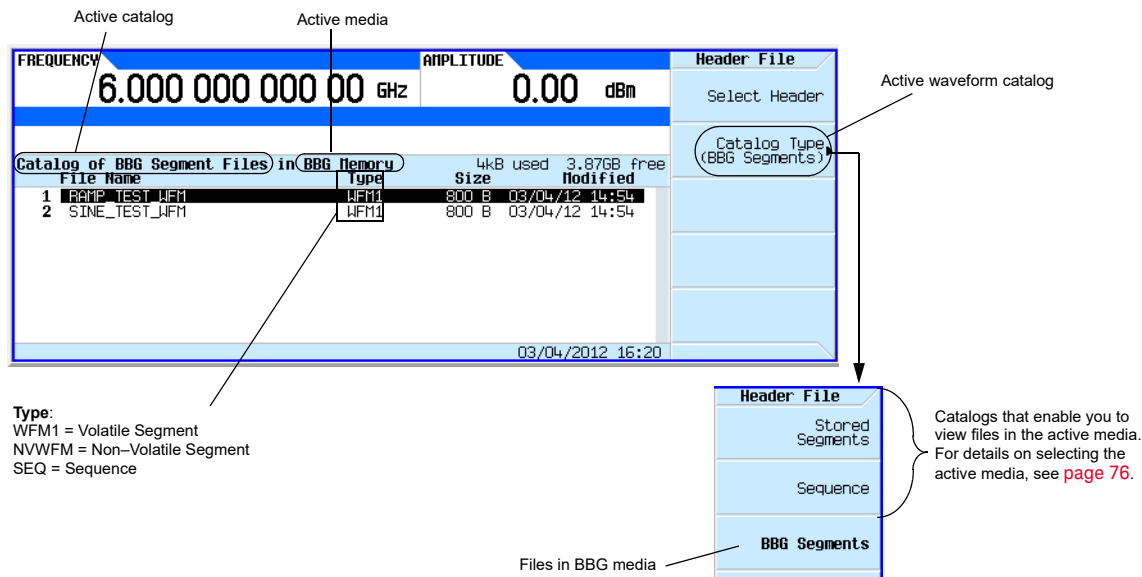 Active catalog
Active media
FREQUENCY
AMPLITUDE
Header File
6.000 000 000 00 GHz
0.00 dBm
Select Header
Active waveform catalog
Catalog Type
(BBG Segments)
Catalog of BBG Segment Files in BBG Memory 4kB used 3.87GB free
File Name Type Size Modified
1 RAMP_TEST_WFM WFM1 800 B 03/04/12 14:54
2 SINE_TEST_WFM WFM1 800 B 03/04/12 14:54
03/04/2012 16:20
Type:
WFM1 = Volatile Segment
NVWFM = Non–Volatile Segment
SEQ = Sequence
Header File
Stored
Segments
Sequence
BBG Segments
Catalogs that enable you to
view files in the active media.
For details on selecting the
active media, see page 76.
Files in BBG media